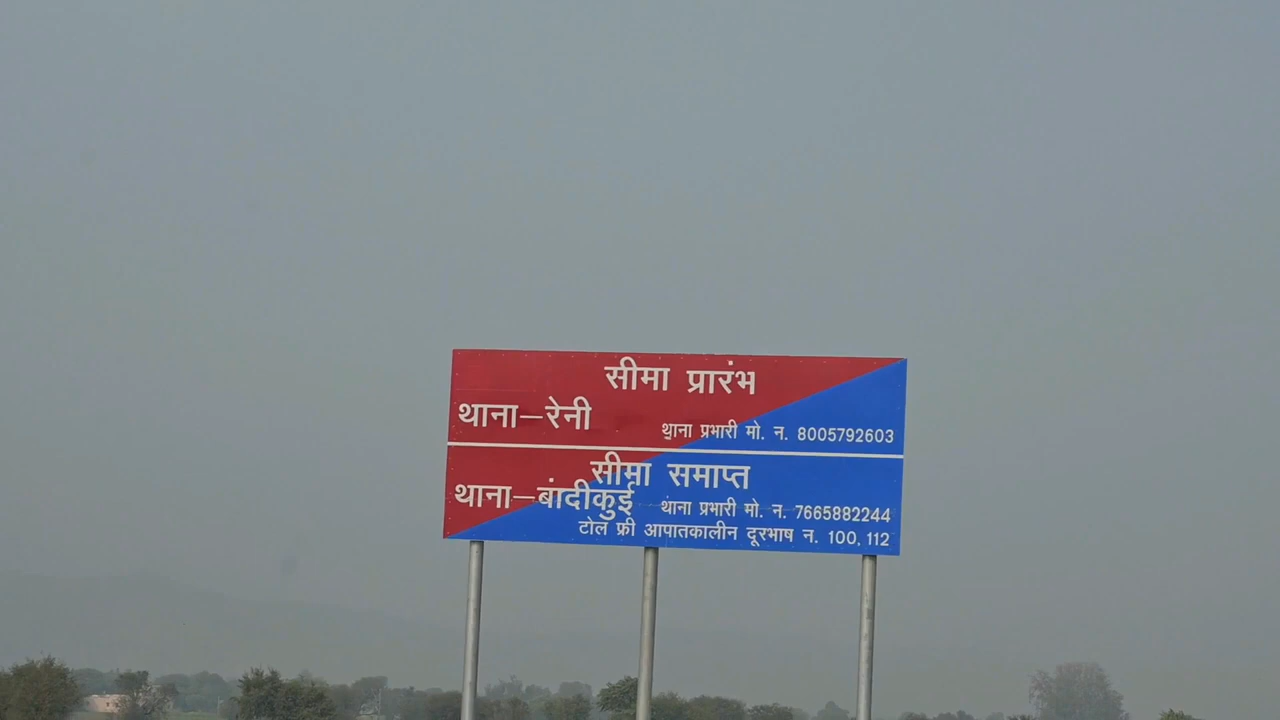 सीमा प्रारंभ
थाना–रेनी
थाना प्रभारी मो. न. 8005792603
सीमा समाप्त
थाना–बांदीकुई
थाना प्रभारी मो. न. 7665882244
टोल फ्री आपातकालीन दूरभाष न. 100, 112